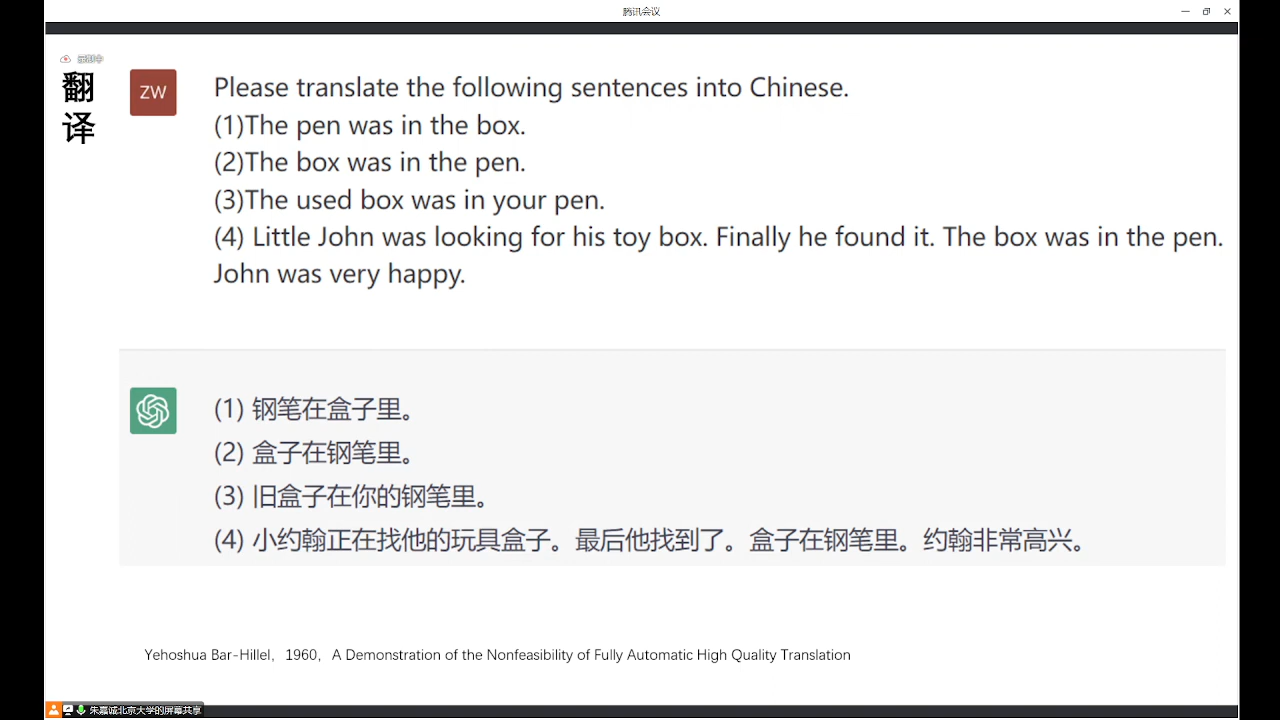 腾讯会议
录制中
翻
译
ZW
Please translate the following sentences into Chinese.
(1)The pen was in the box.
(2)The box was in the pen.
(3)The used box was in your pen.
(4) Little John was looking for his toy box. Finally he found it. The box was in the pen.
John was very happy.
(1) 钢笔在盒子里。
(2) 盒子在钢笔里。
(3) 旧盒子在你的钢笔里。
(4) 小约翰正在找他的玩具盒子。最后他找到了。盒子在钢笔里。约翰非常高兴。
Yehoshua Bar-Hillel，1960，A Demonstration of the Nonfeasibility of Fully Automatic High Quality Translation
朱嘉诚北京大学的屏幕共享